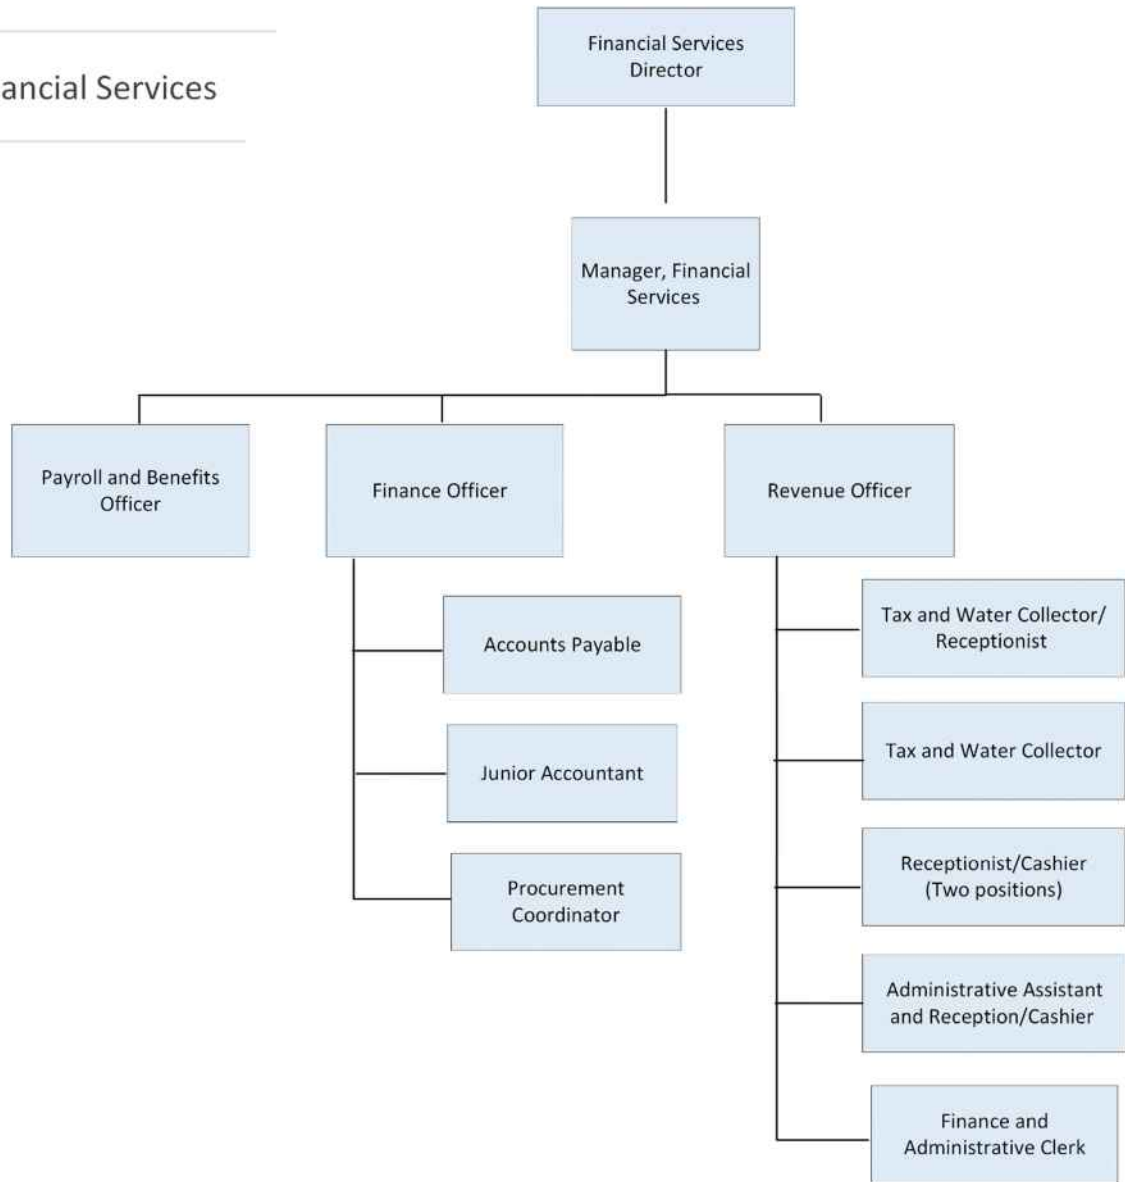 ancial Services
Financial Services
Director
Manager, Financial
Services
Payroll and Benefits
Officer
Finance Officer
Revenue Officer
Accounts Payable
Junior Accountant
Procurement
Coordinator
Tax and Water Collector/
Receptionist
Tax and Water Collector
Receptionist/Cashier
(Two positions)
Administrative Assistant
and Reception/Cashier
Finance and
Administrative Clerk